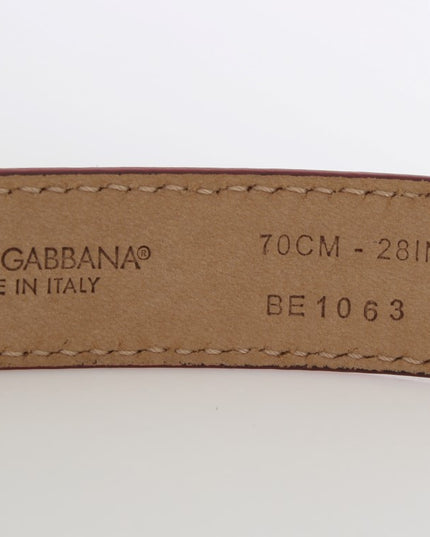 GABBANA®
E IN ITALY
70CM - 28IN
BE1063